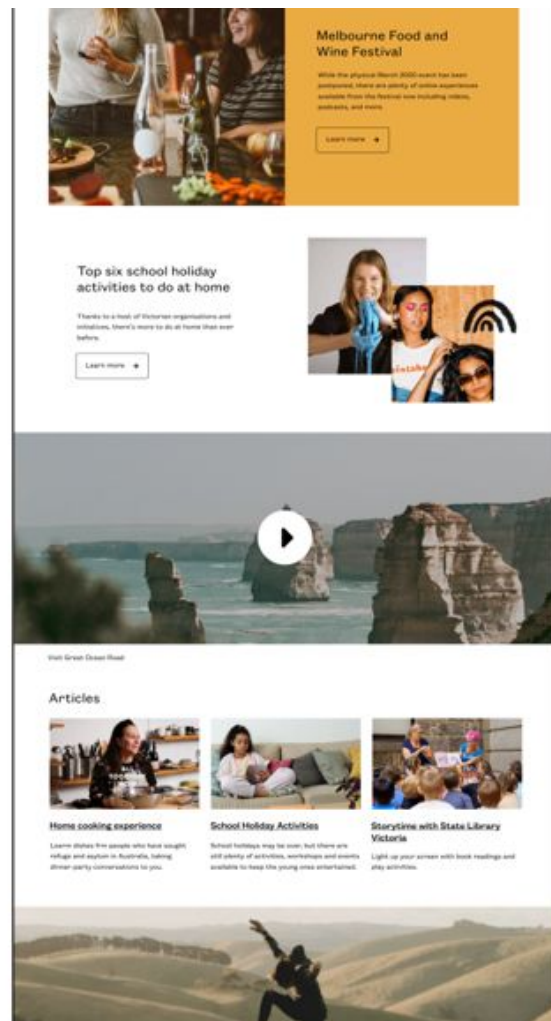 Melbourne Food and
Wine Festival
While the physical March 2020 event has been
postponed, there are plenty of online experiences
available from the festival now including videos,
podcasts, and more.
Learn more
Top six school holiday
activities to do at home
Thanks to a host of Victorian organisations and
initiatives, there's more to do at home than ever
before.
Learn more
Visit Great Ocean Road
Articles
Home cooking experience
Learn dishes frm people who have sought
refuge and asylum in Australia, taking
dinner party conversations to you.
School Holiday Activities
School holidays may be over, but there are
still plenty of activities, workshops and events
available to keep the young ones entertained.
Storytime with State Library
Victoria
Light up your screen with book readings and
play activities.